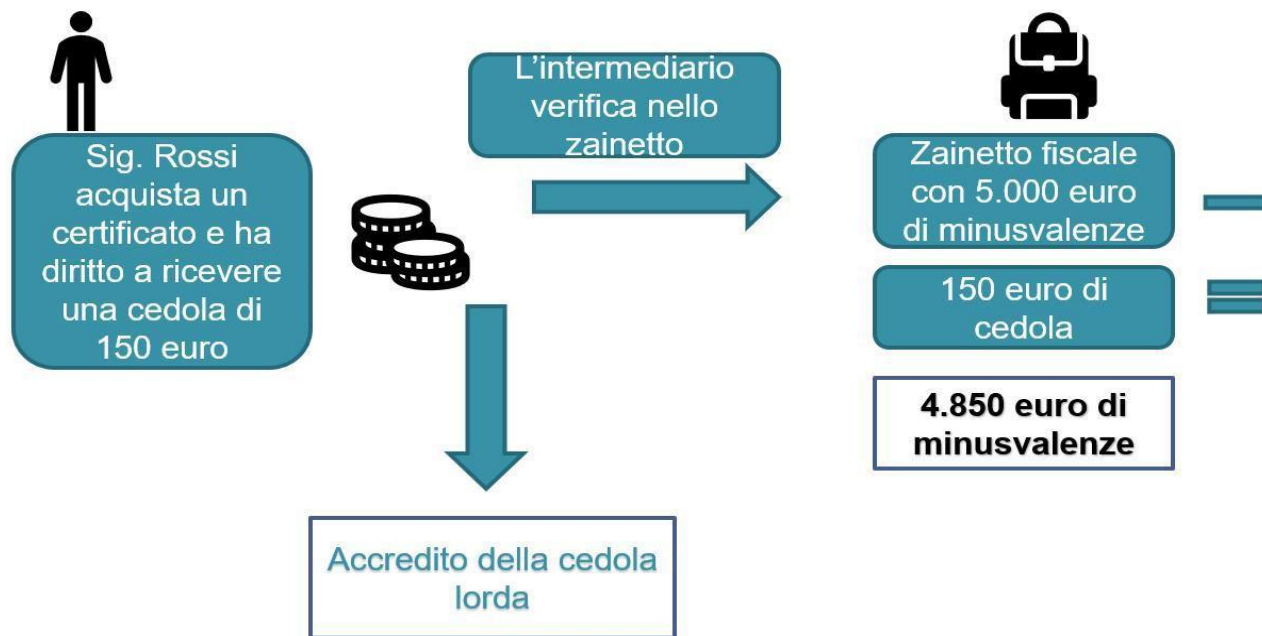 Sig. Rossi
acquista un
certificato e ha
diritto a ricevere
una cedola di
150 euro
L'intermediario
verifica nello
zainetto
Zainetto fiscale
con 5.000 euro
di minusvalenze
150 euro di
cedola
4.850 euro di
minusvalenze
Accredito della cedola
lorda